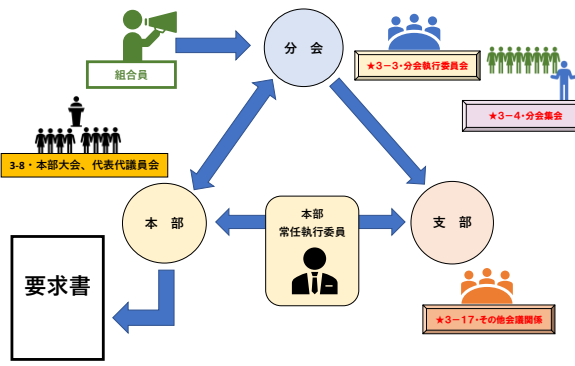 組合員
分　会
★3－3・分会執行委員会
★3－4・分会集会
3-8・本部大会、代表代議員会
本　部
本部
常任執行委員
支　部
要求書
★3－17・その他会議関係